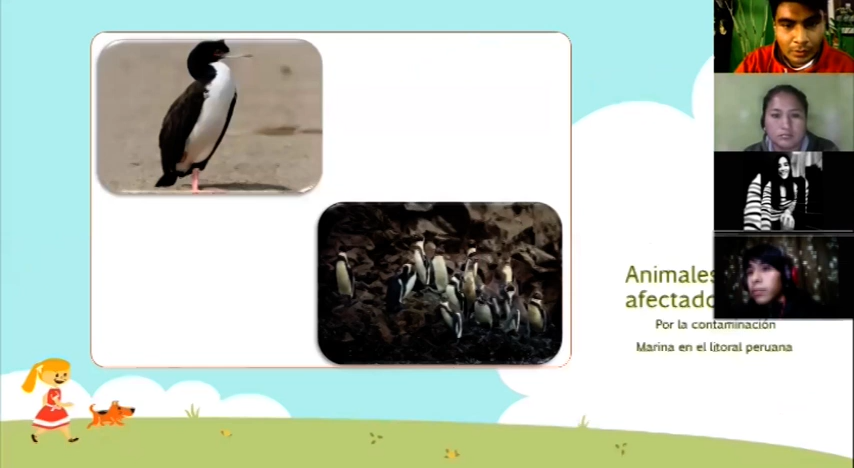 Animales
afectado
Por la contaminación
Marina en el litoral peruana